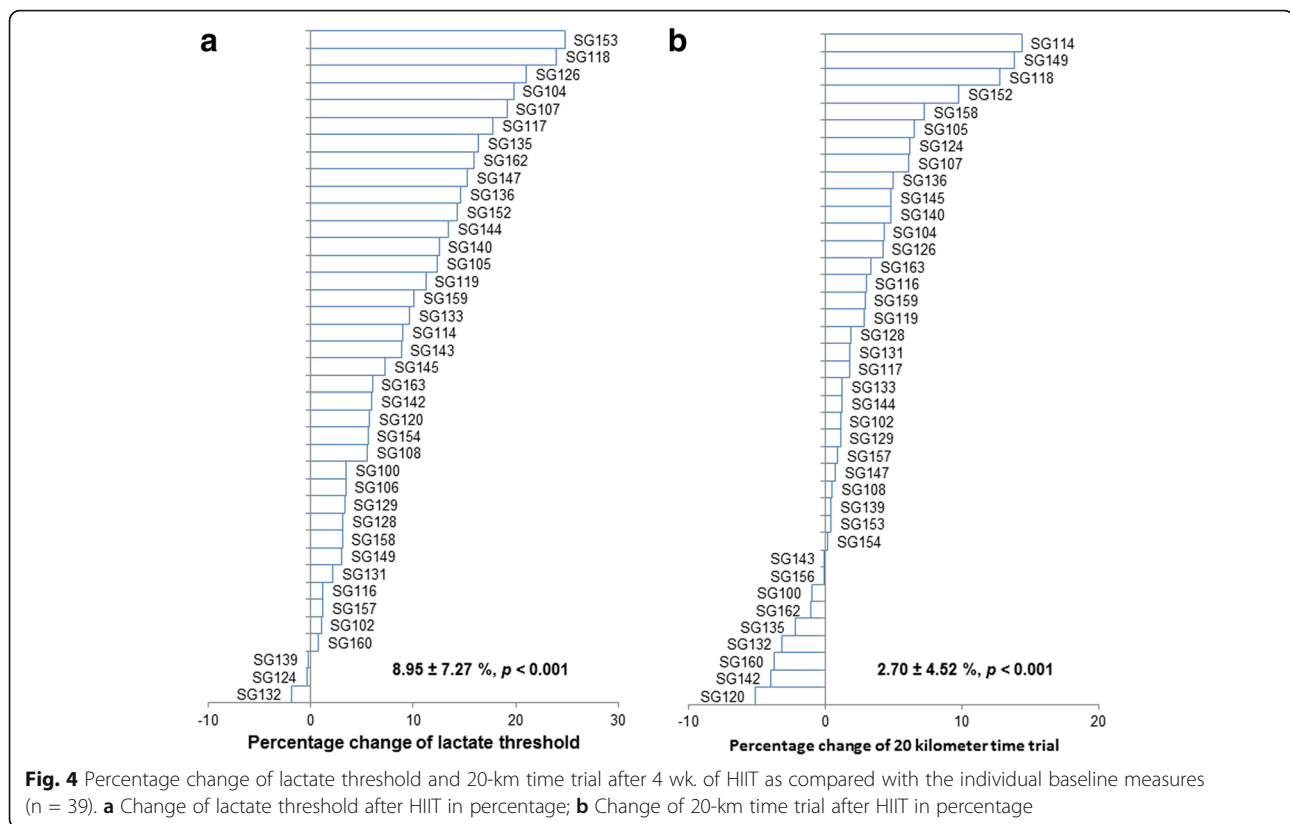 a
SG153
SG118
SG126
SG104
SG107
SG117
SG135
SG162
SG147
SG136
SG152
SG144
SG140
SG105
SG119
SG159
SG133
SG114
SG143
SG145
SG163
SG142
SG120
SG154
SG108
SG100
SG106
SG129
SG128
SG158
SG149
SG131
SG116
SG157
SG102
SG160
SG139
SG124
SG132
8.95 ± 7.27 %, p < 0.001
-10 0 10 20 30
Percentage change of lactate threshold
b
SG114
SG149
SG118
SG152
SG158
SG105
SG124
SG107
SG136
SG145
SG140
SG104
SG126
SG163
SG116
SG159
SG119
SG128
SG131
SG117
SG133
SG144
SG102
SG129
SG157
SG147
SG108
SG139
SG153
SG154
SG143
SG156
SG100
SG162
SG135
SG132
SG160
SG142
SG120
2.70 ± 4.52 %, p < 0.001
-10 0 10 20
Percentage change of 20 kilometer time trial
Fig. 4 Percentage change of lactate threshold and 20-km time trial after 4 wk. of HIIT as compared with the individual baseline measures
(n = 39). a Change of lactate threshold after HIIT in percentage; b Change of 20-km time trial after HIIT in percentage